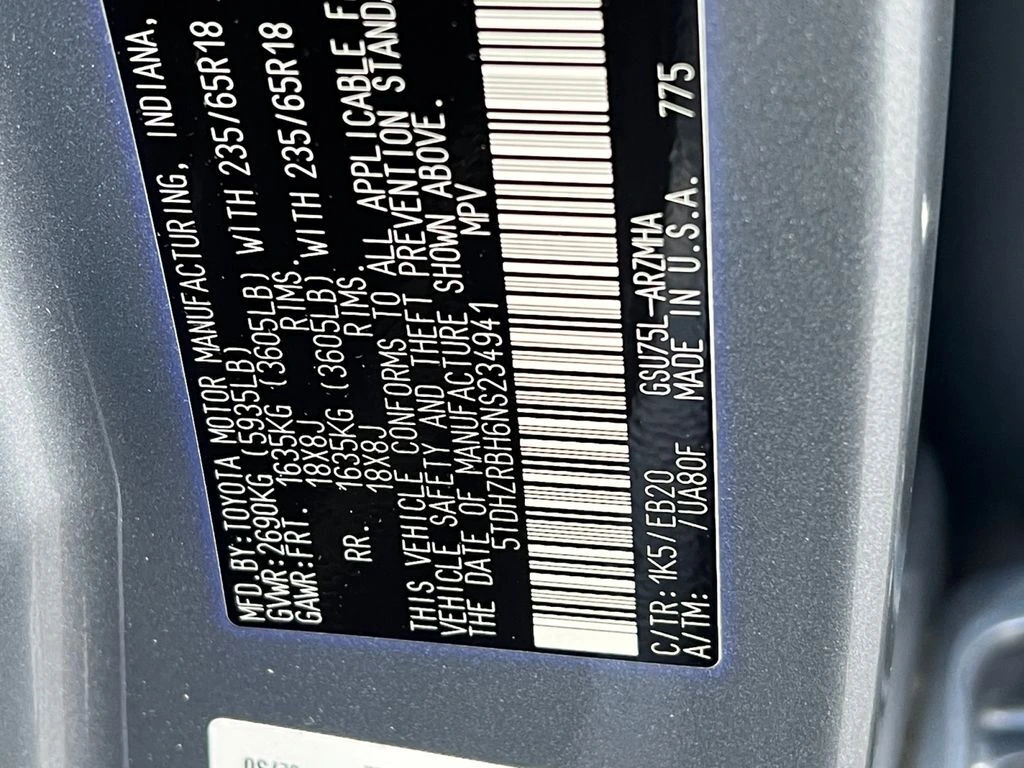 MFD.BY:TOYOTA MOTOR MANUFACTURING, INDIANA,
GVWR:2690KG (5935LB)
GAWR:FRT. 1635KG (3605LB) WITH 235/65R18
18X8J RIMS.
RR. 1635KG (3605LB) WITH 235/65R18
18X8J RIMS.
THIS VEHICLE CONFORMS TO ALL APPLICABLE
VEHICLE SAFETY AND THEFT PREVENTION
THE DATE OF MANUFACTURE SHOWN ABOVE.
5TDHZRBH6NS234941 MPV
C/TR: 1K5/EB20 GSU75L-ARZMHA 775
A/TM: /UA80F MADE IN U.S.A.